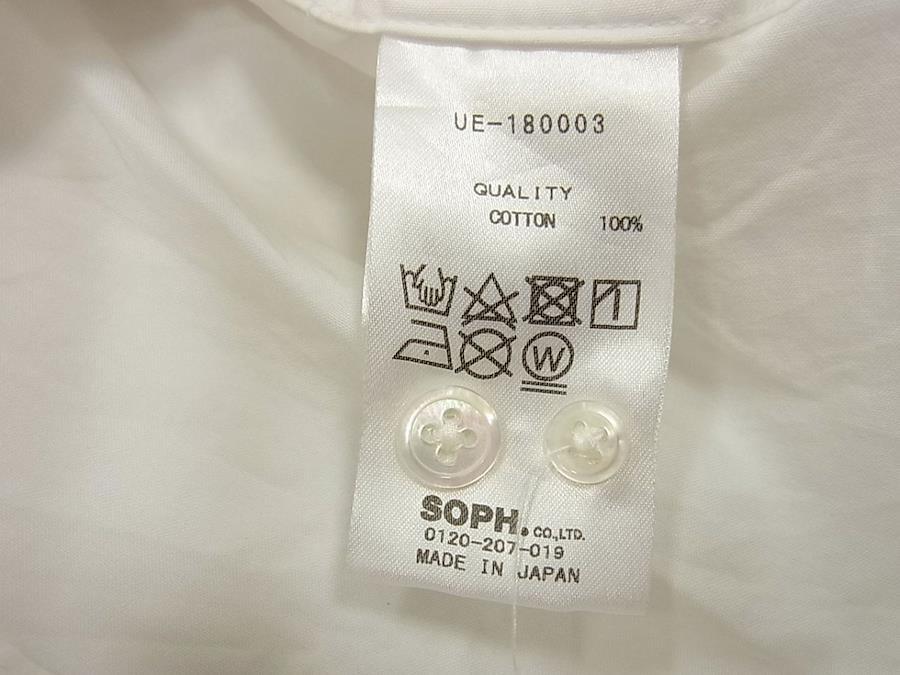 UE-180003
QUALITY
COTTON 100%
W
SOPH. CO.,LTD.
0120-207-019
MADE IN JAPAN